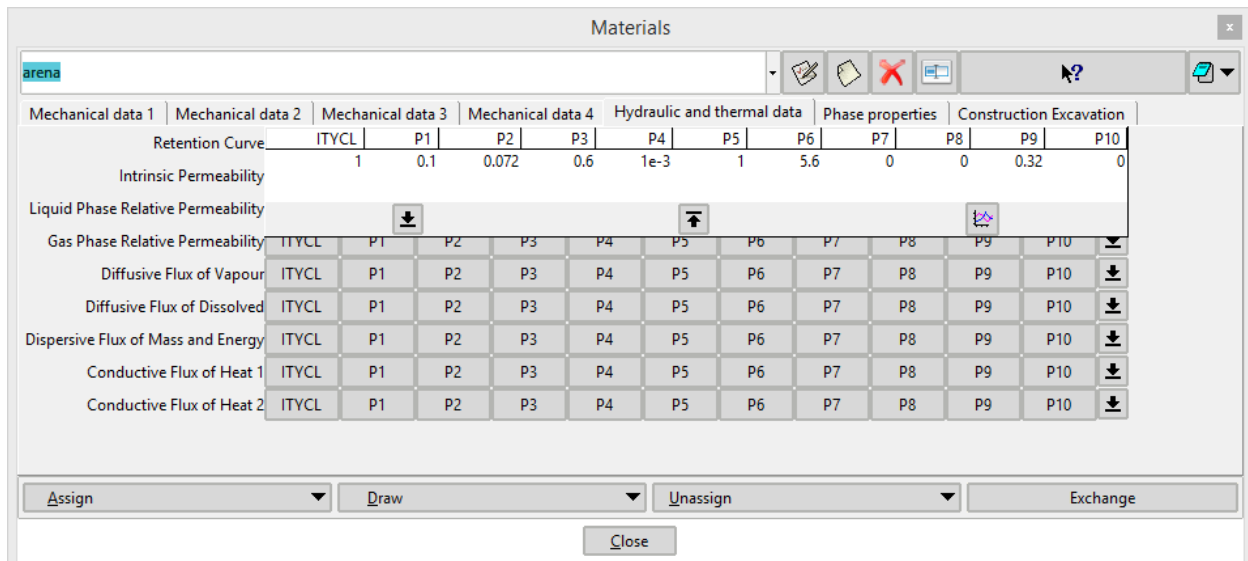 Materials
x
arena
?
Mechanical data 1 Mechanical data 2 Mechanical data 3 Mechanical data 4 Hydraulic and thermal data Phase properties Construction Excavation
Retention Curve ITYCL P1 P2 P3 P4 P5 P6 P7 P8 P9 P10
1 0.1 0.072 0.6 1e-3 1 5.6 0 0 0.32 0
Intrinsic Permeability
Liquid Phase Relative Permeability
Gas Phase Relative Permeability ITYCL P1 P2 P3 P4 P5 P6 P7 P8 P9 P10
Diffusive Flux of Vapour ITYCL P1 P2 P3 P4 P5 P6 P7 P8 P9 P10
Diffusive Flux of Dissolved ITYCL P1 P2 P3 P4 P5 P6 P7 P8 P9 P10
Dispersive Flux of Mass and Energy ITYCL P1 P2 P3 P4 P5 P6 P7 P8 P9 P10
Conductive Flux of Heat 1 ITYCL P1 P2 P3 P4 P5 P6 P7 P8 P9 P10
Conductive Flux of Heat 2 ITYCL P1 P2 P3 P4 P5 P6 P7 P8 P9 P10
Assign Draw Unassign Exchange
Close